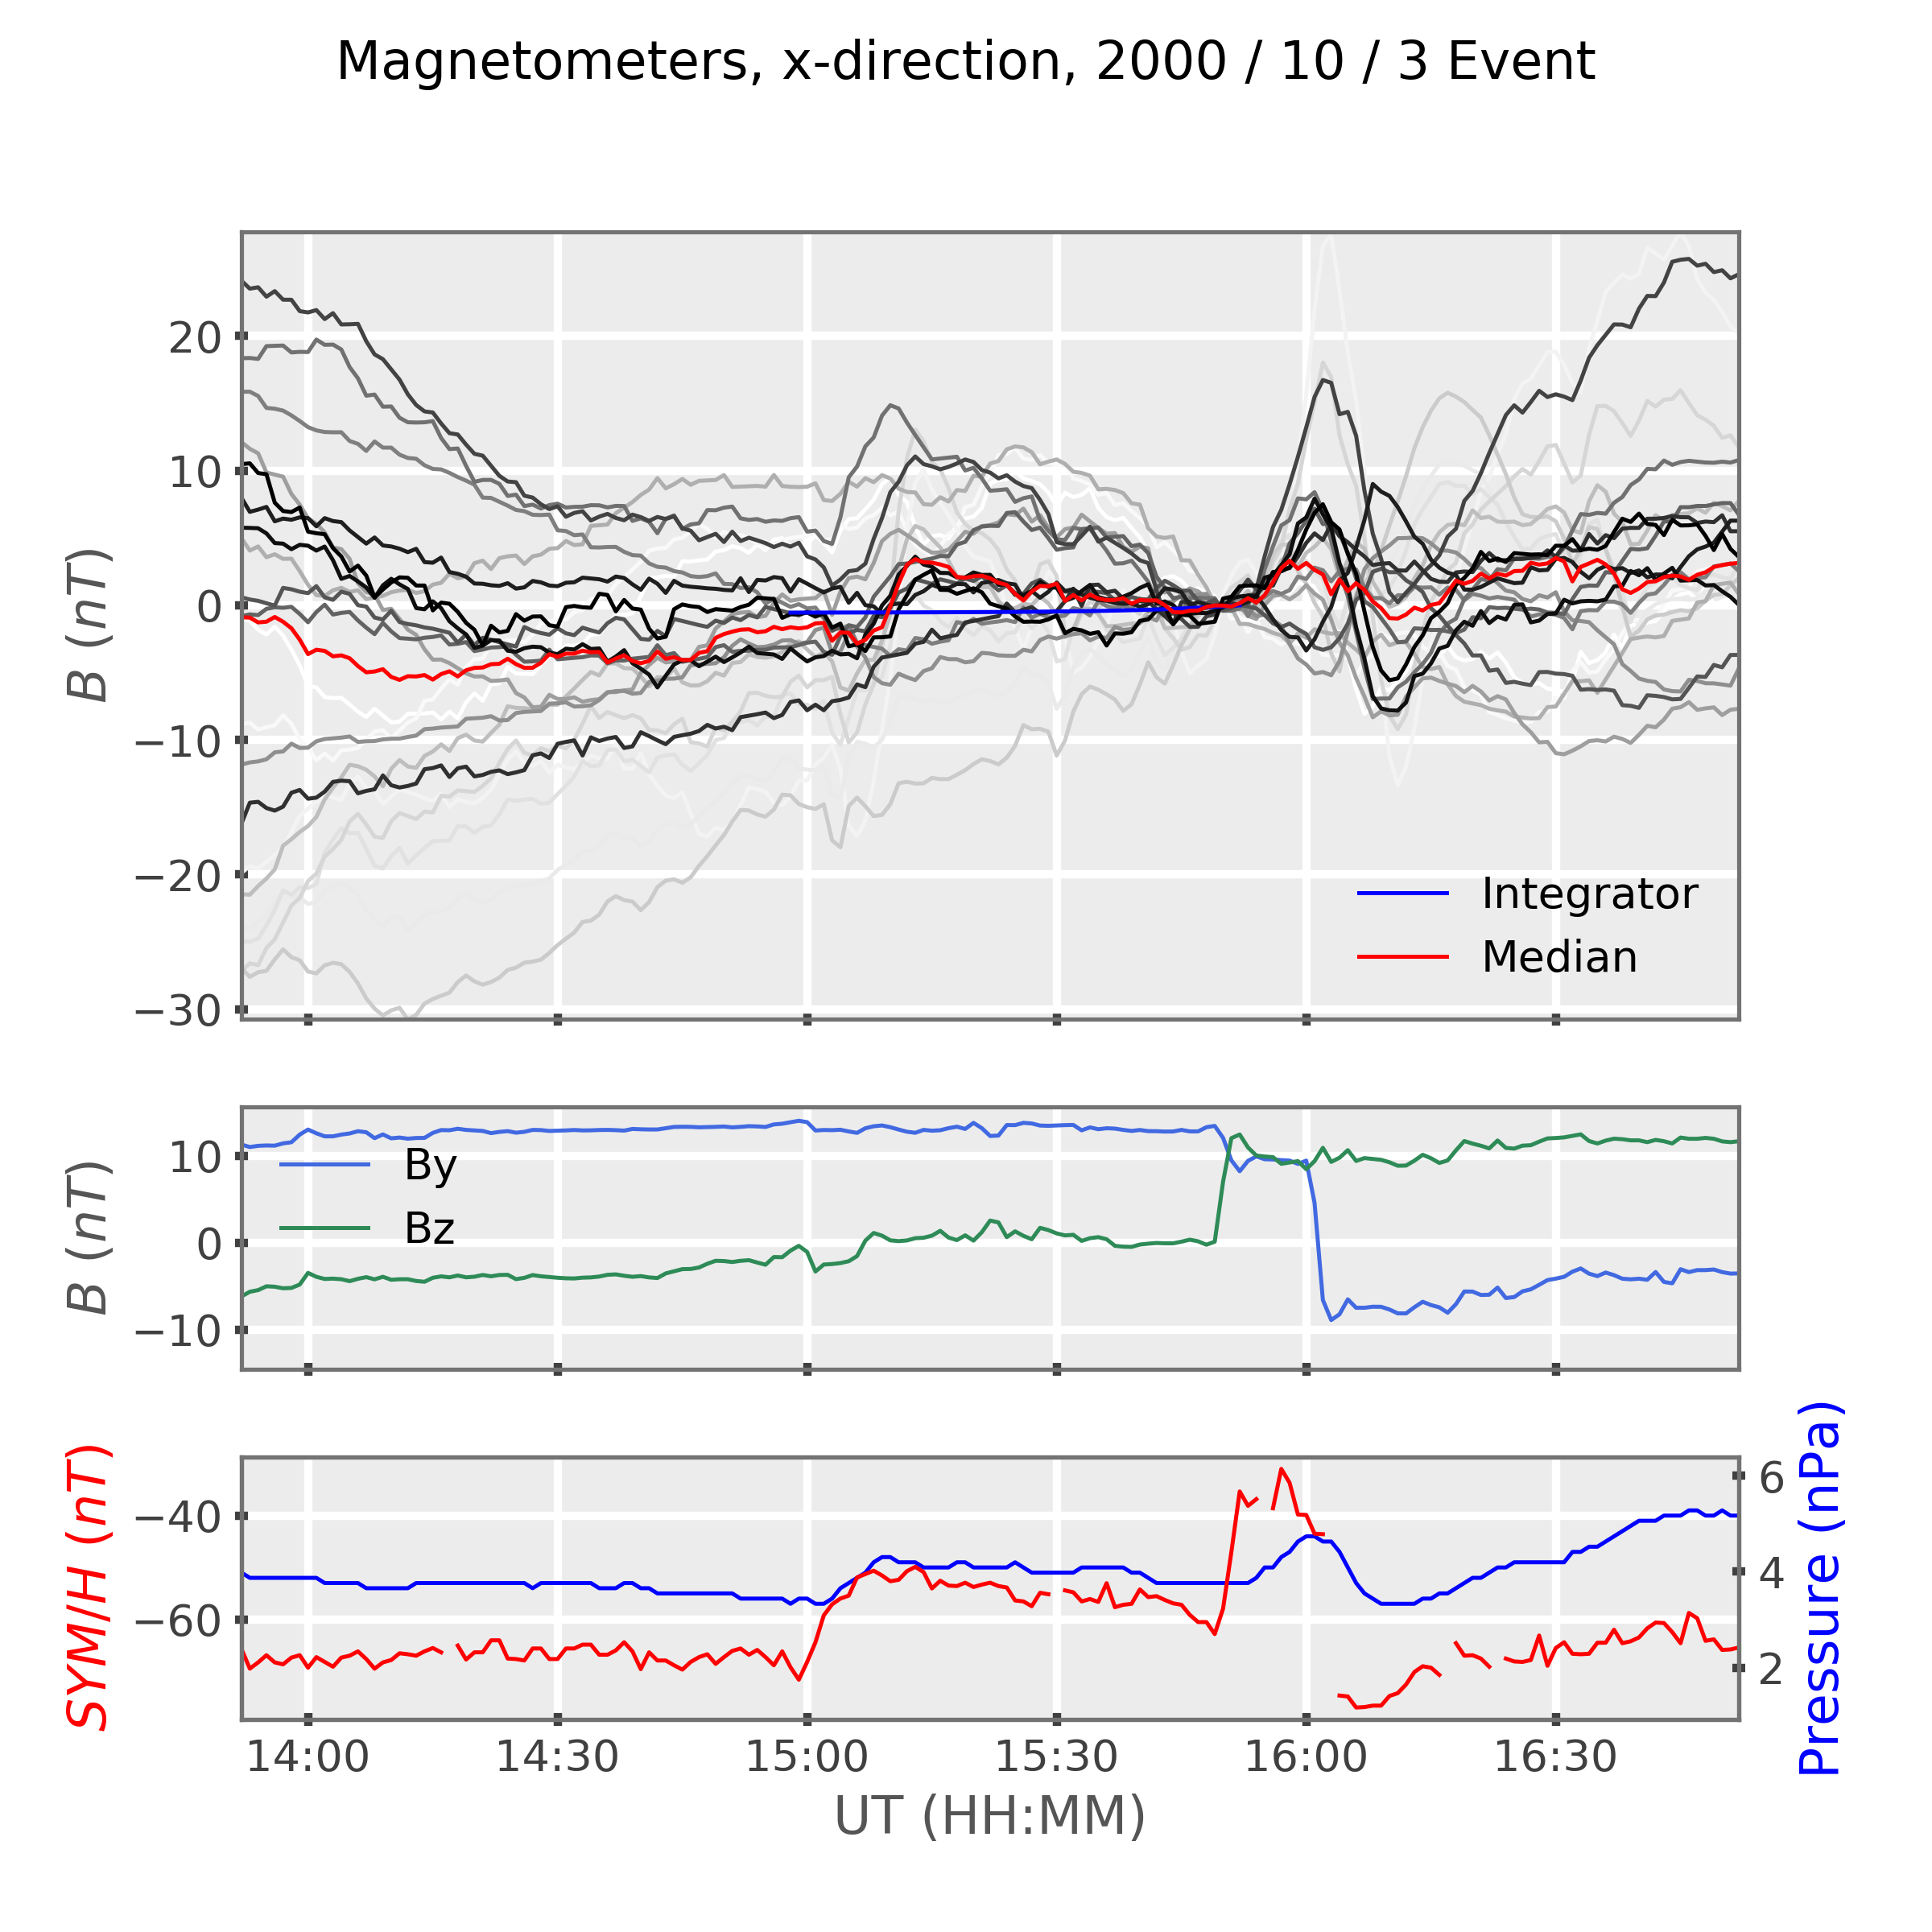 Magnetometers, x-direction, 2000 / 10 / 3 Event
B (nT)
20
10
0
−10
−20
−30
Integrator
Median
B (nT)
10
0
−10
By
Bz
SYM/H (nT)
−40
−60
6
4
2
Pressure (nPa)
14:00 14:30 15:00 15:30 16:00 16:30
UT (HH:MM)